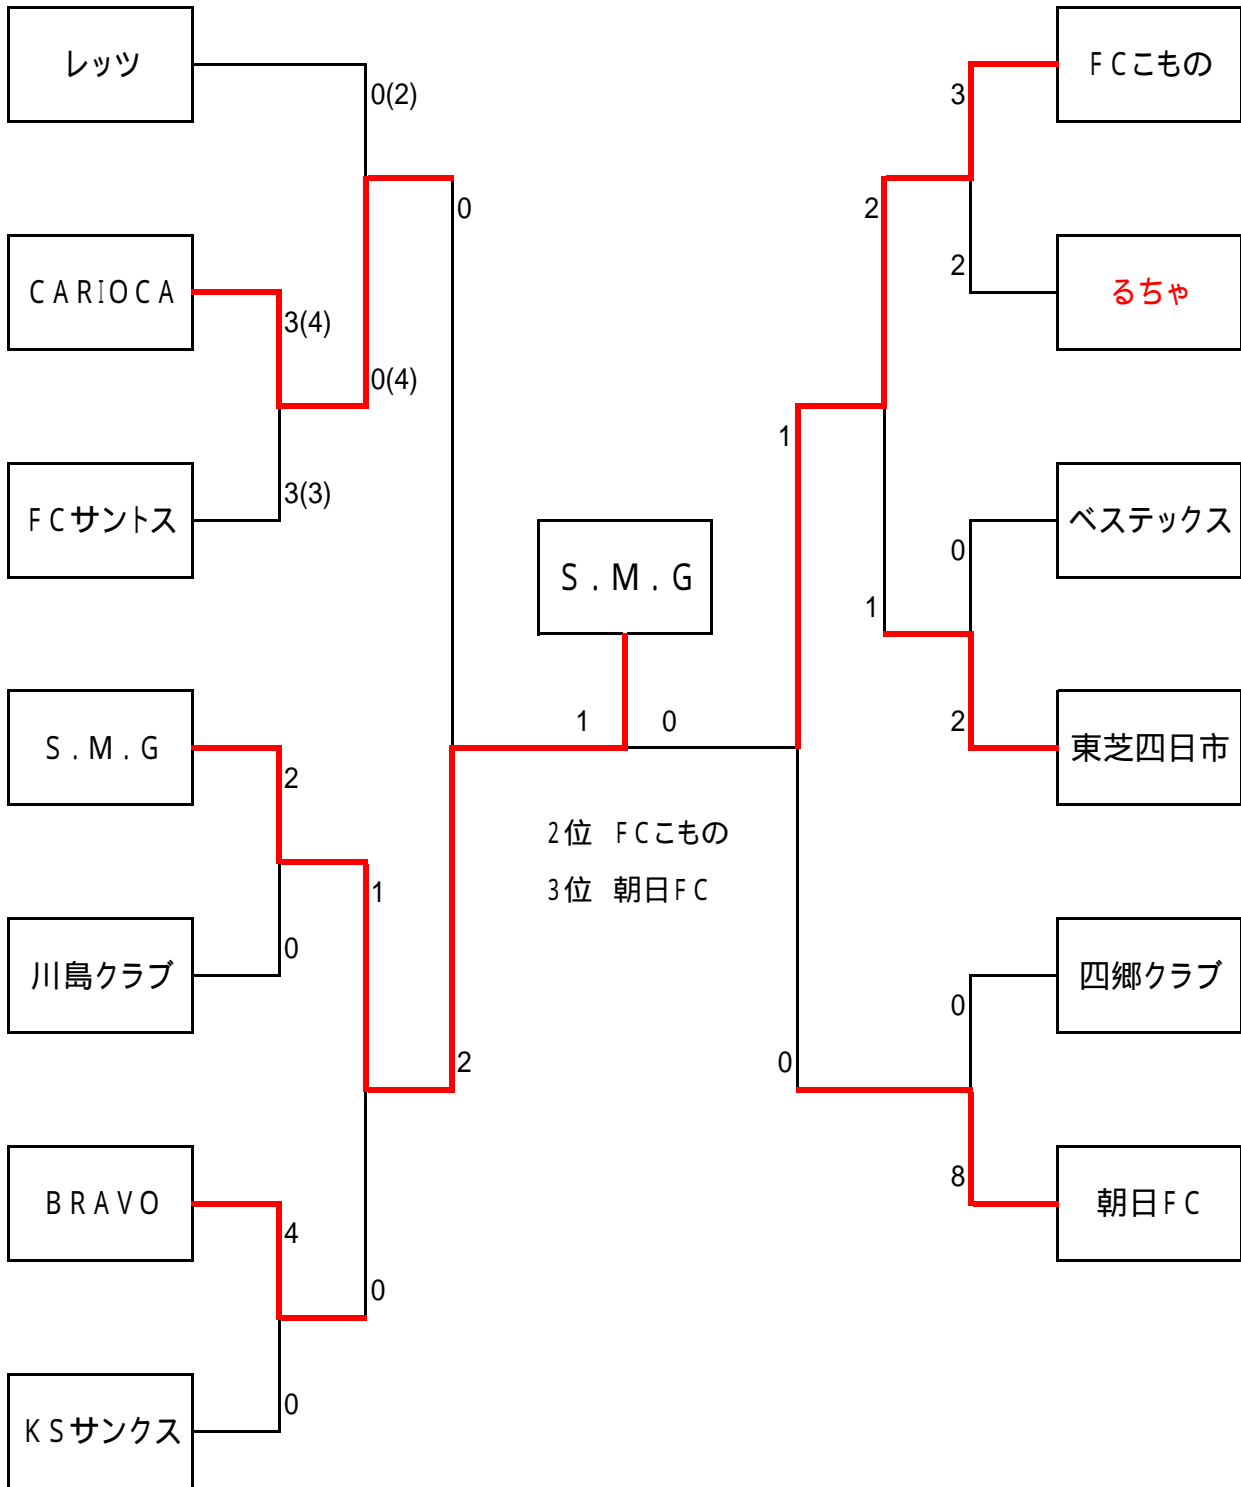 レッツ
0(2)
0
CARIOCA
3(4)
0(4)
FCサントス
3(3)
S.M.G
2
1
川島クラブ
0
2
BRAVO
4
0
KSサンクス
0
S.M.G
1 0
2位 FCこもの
3位 朝日FC
FCこもの
3
2
るちゃ
2
1
ベステックス
0
1
東芝四日市
2
四郷クラブ
0
0
朝日FC
8